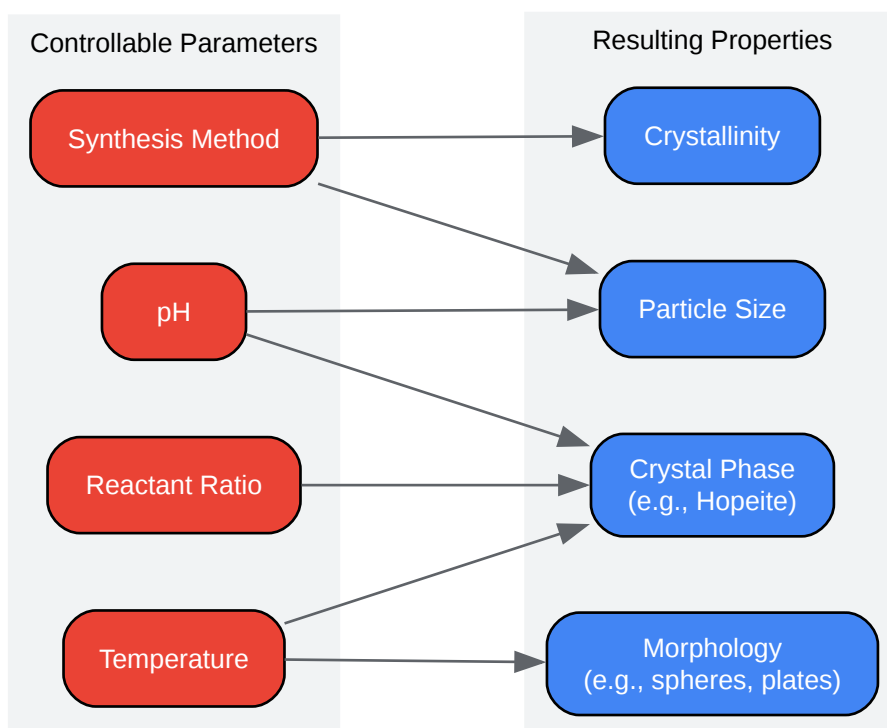 Controllable Parameters
Resulting Properties
Synthesis Method
Crystallinity
pH
Particle Size
Reactant Ratio
Crystal Phase
(e.g., Hopeite)
Temperature
Morphology
(e.g., spheres, plates)